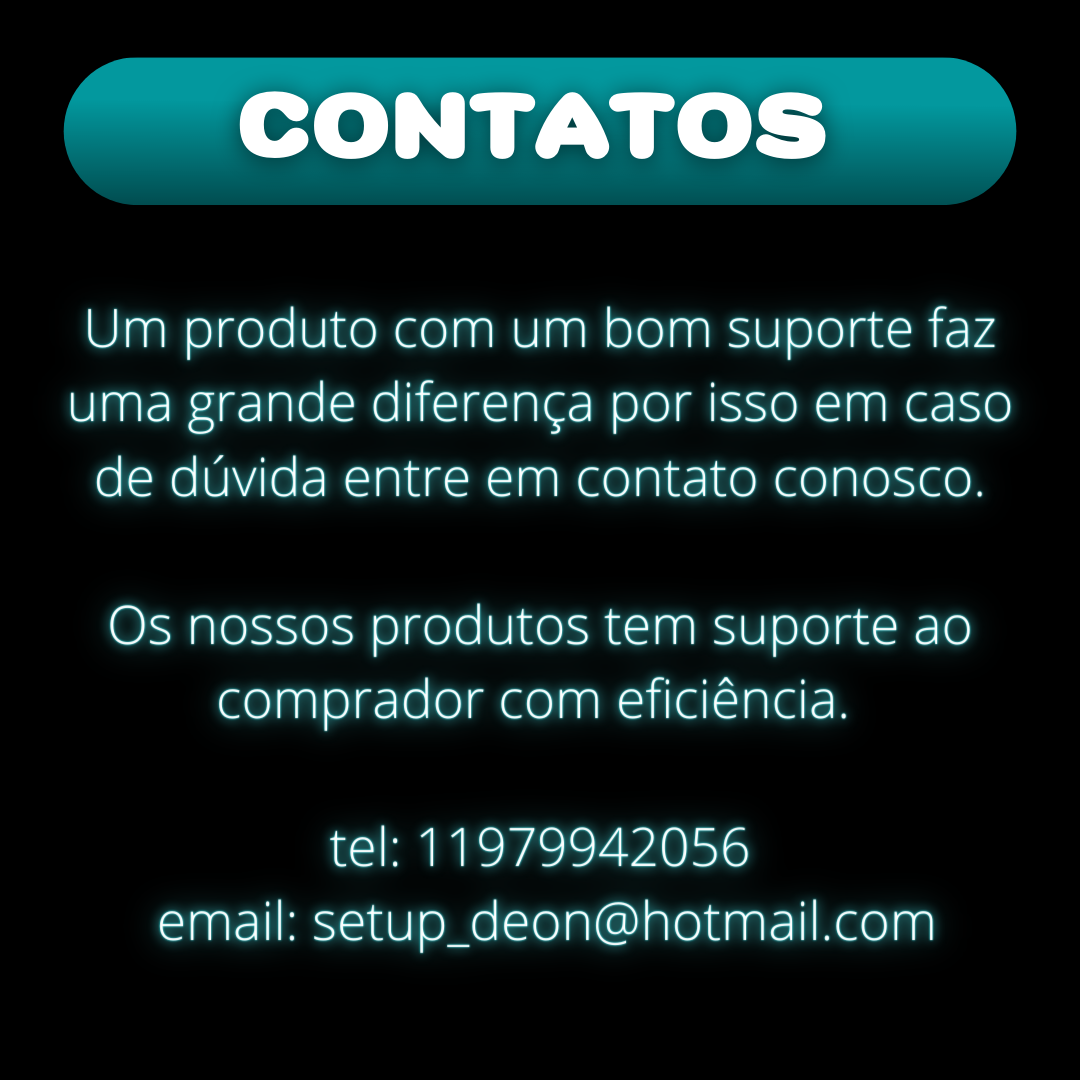 CONTATOS
Um produto com um bom suporte faz
uma grande diferença por isso em caso
de dúvida entre em contato conosco.
Os nossos produtos tem suporte ao
comprador com eficiência.
tel: 11979942056
email: setup_deon@hotmail.com